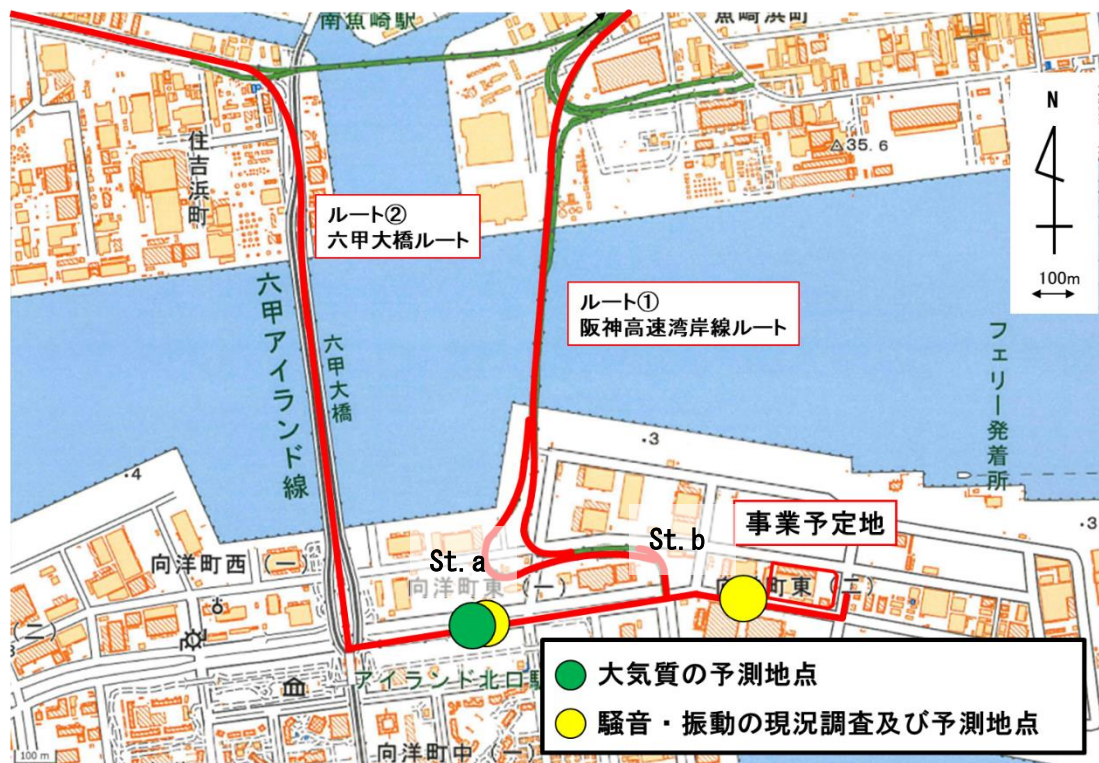 南魚崎駅
魚崎浜町
N
100m
住吉浜町
△35.6
ルート②
六甲大橋ルート
ルート①
阪神高速湾岸線ルート
六甲アイランド線
六甲大橋
フェリー発着所
・3
・4
・3
事業予定地
St.a
St.b
向洋町西(一)
向洋町東(一)
向洋町東(二)
(二)
アイランド北口駅
向洋町中(一)
大気質の予測地点
騒音・振動の現況調査及び予測地点
100 m